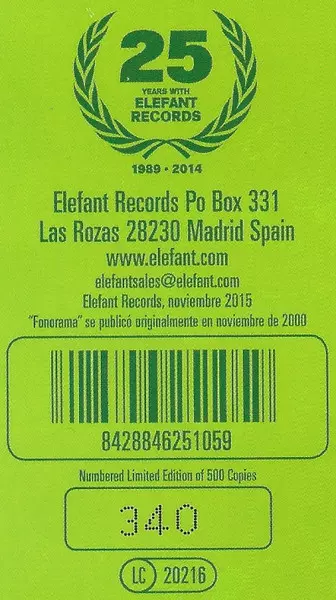 25
YEARS WITH
ELEFANT
RECORDS
1989 · 2014
Elefant Records Po Box 331
Las Rozas 28230 Madrid Spain
www.elefant.com
elefantsales@elefant.com
Elefant Records, noviembre 2015
"Fonorama" se publicó originalmente en noviembre de 2000
8428846251059
Numbered Limited Edition of 500 Copies
340
LC 20216